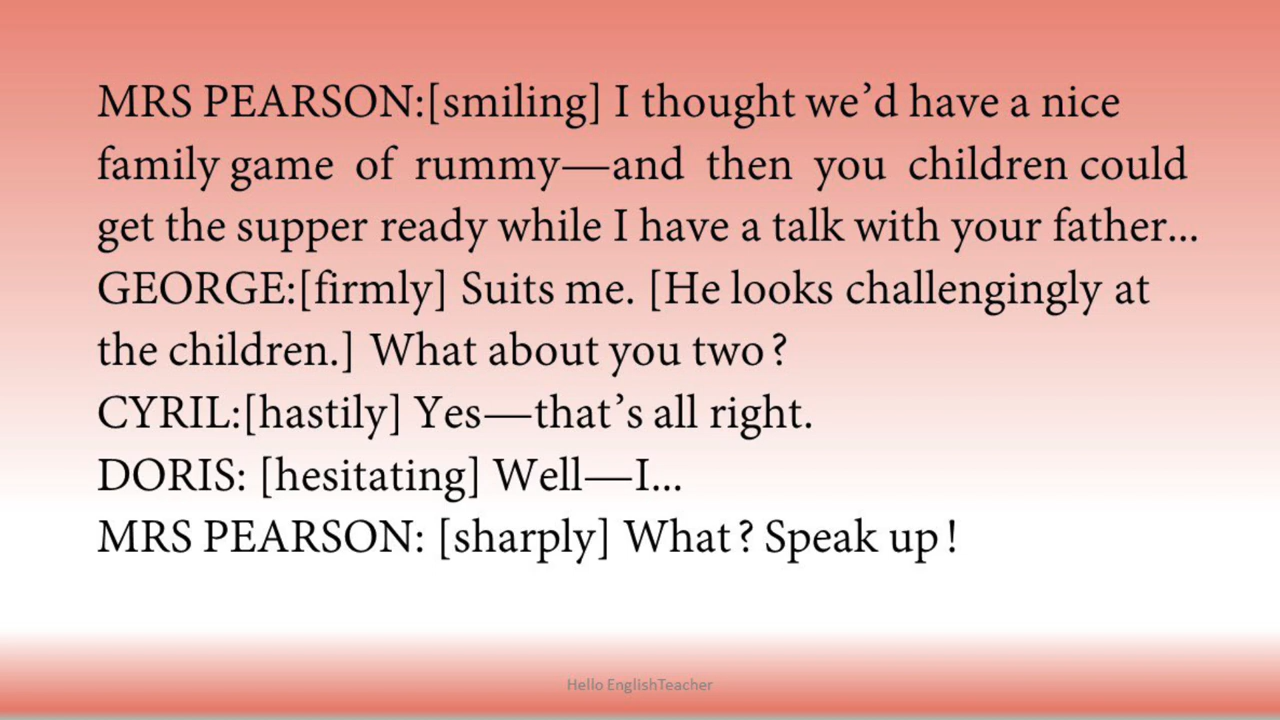 MRS PEARSON:[smiling] I thought we’d have a nice
family game of rummy—and then you children could
get the supper ready while I have a talk with your father...
GEORGE:[firmly] Suits me. [He looks challengingly at
the children.] What about you two?
CYRIL:[hastily] Yes—that’s all right.
DORIS: [hesitating] Well—I...
MRS PEARSON: [sharply] What? Speak up!
Hello EnglishTeacher